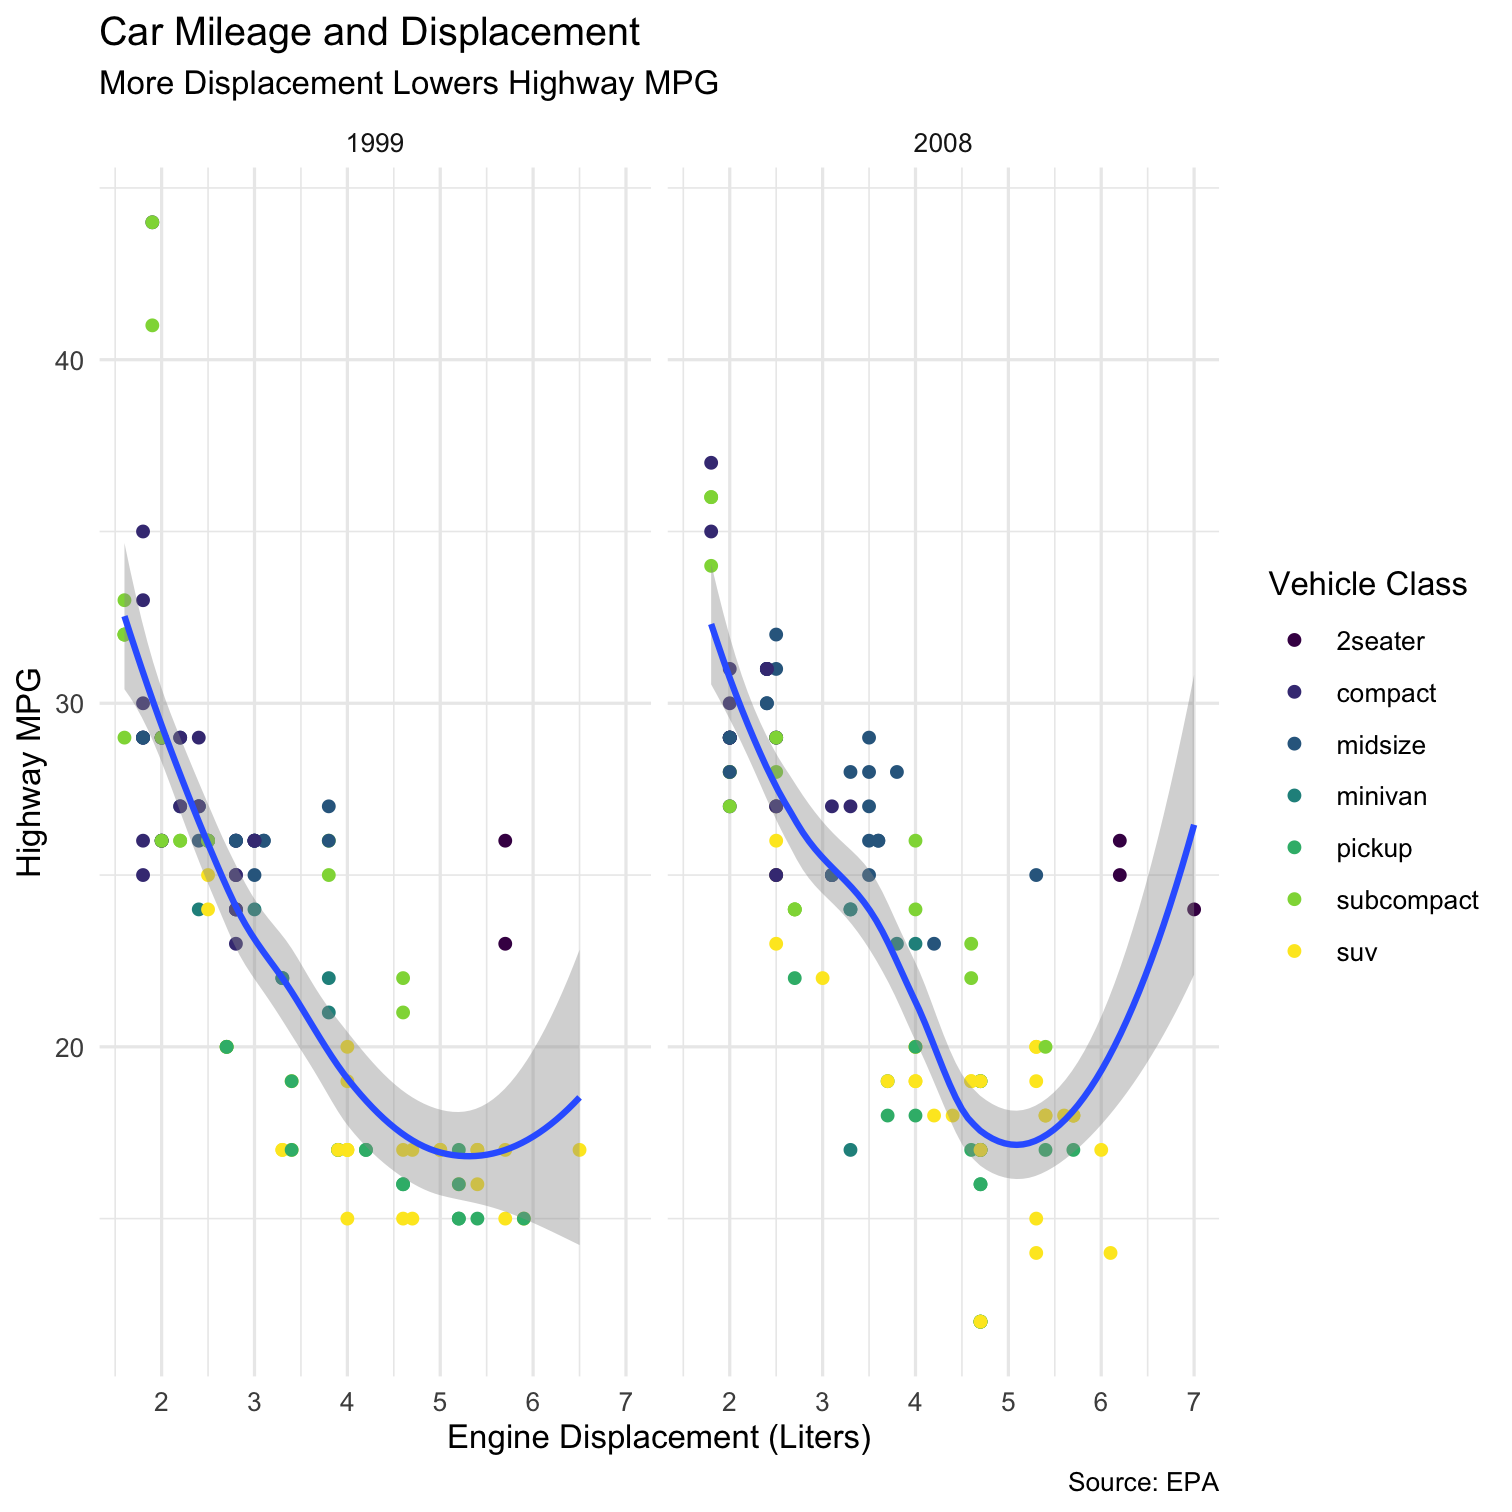 Car Mileage and Displacement
More Displacement Lowers Highway MPG
1999
2008
Highway MPG
40
30
20
2 3 4 5 6 7
2 3 4 5 6 7
Engine Displacement (Liters)
Vehicle Class
2seater
compact
midsize
minivan
pickup
subcompact
suv
Source: EPA